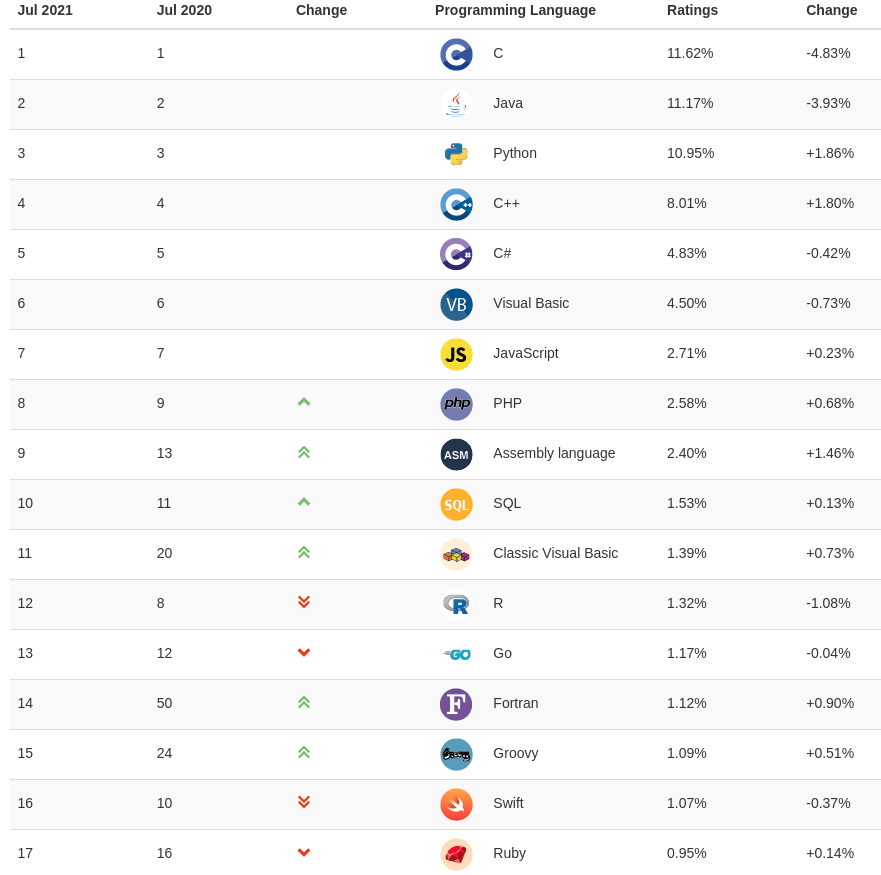 Jul 2021 Jul 2020 Change Programming Language Ratings Change
1 1 C 11.62% -4.83%
2 2 Java 11.17% -3.93%
3 3 Python 10.95% +1.86%
4 4 C++ 8.01% +1.80%
5 5 C# 4.83% -0.42%
6 6 VB Visual Basic 4.50% -0.73%
7 7 JS JavaScript 2.71% +0.23%
8 9 php PHP 2.58% +0.68%
9 13 ASM Assembly language 2.40% +1.46%
10 11 SQL SQL 1.53% +0.13%
11 20 Classic Visual Basic 1.39% +0.73%
12 8 R R 1.32% -1.08%
13 12 GO Go 1.17% -0.04%
14 50 F Fortran 1.12% +0.90%
15 24 Groovy 1.09% +0.51%
16 10 Swift 1.07% -0.37%
17 16 Ruby 0.95% +0.14%